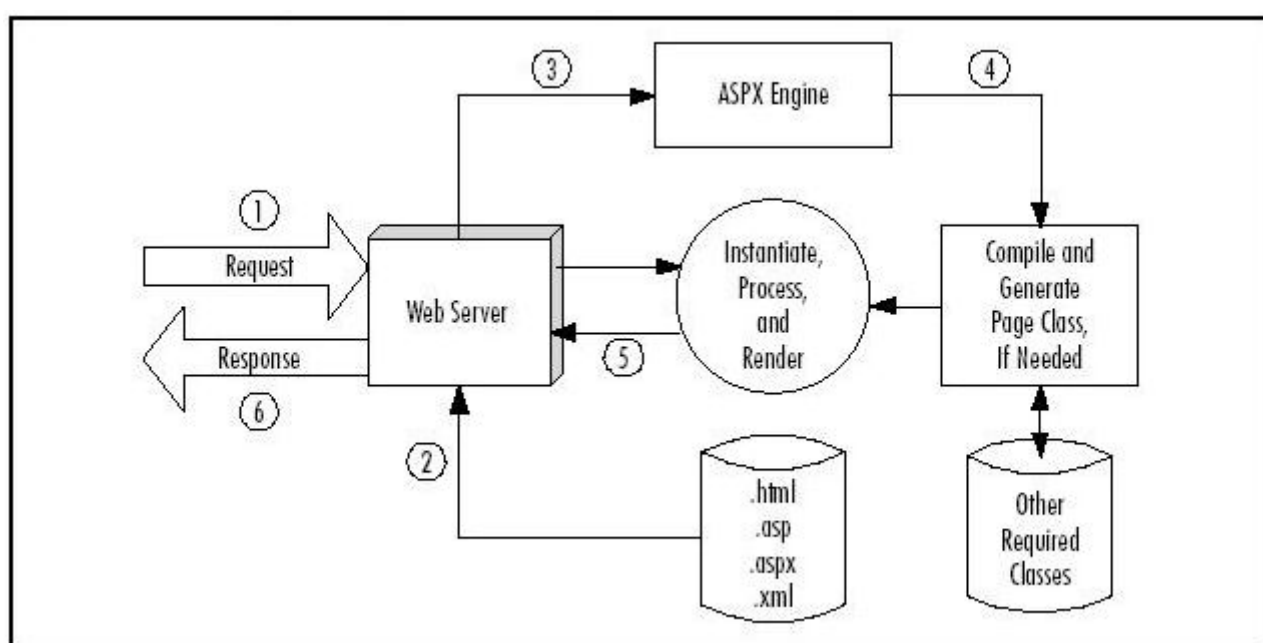 3
ASPX Engine
4
1
Request
Web Server
Instantiate,
Process,
and
Render
Compile and
Generate
Page Class,
If Needed
Response
5
6
2
.html
.asp
.aspx
.xml
Other
Required
Classes